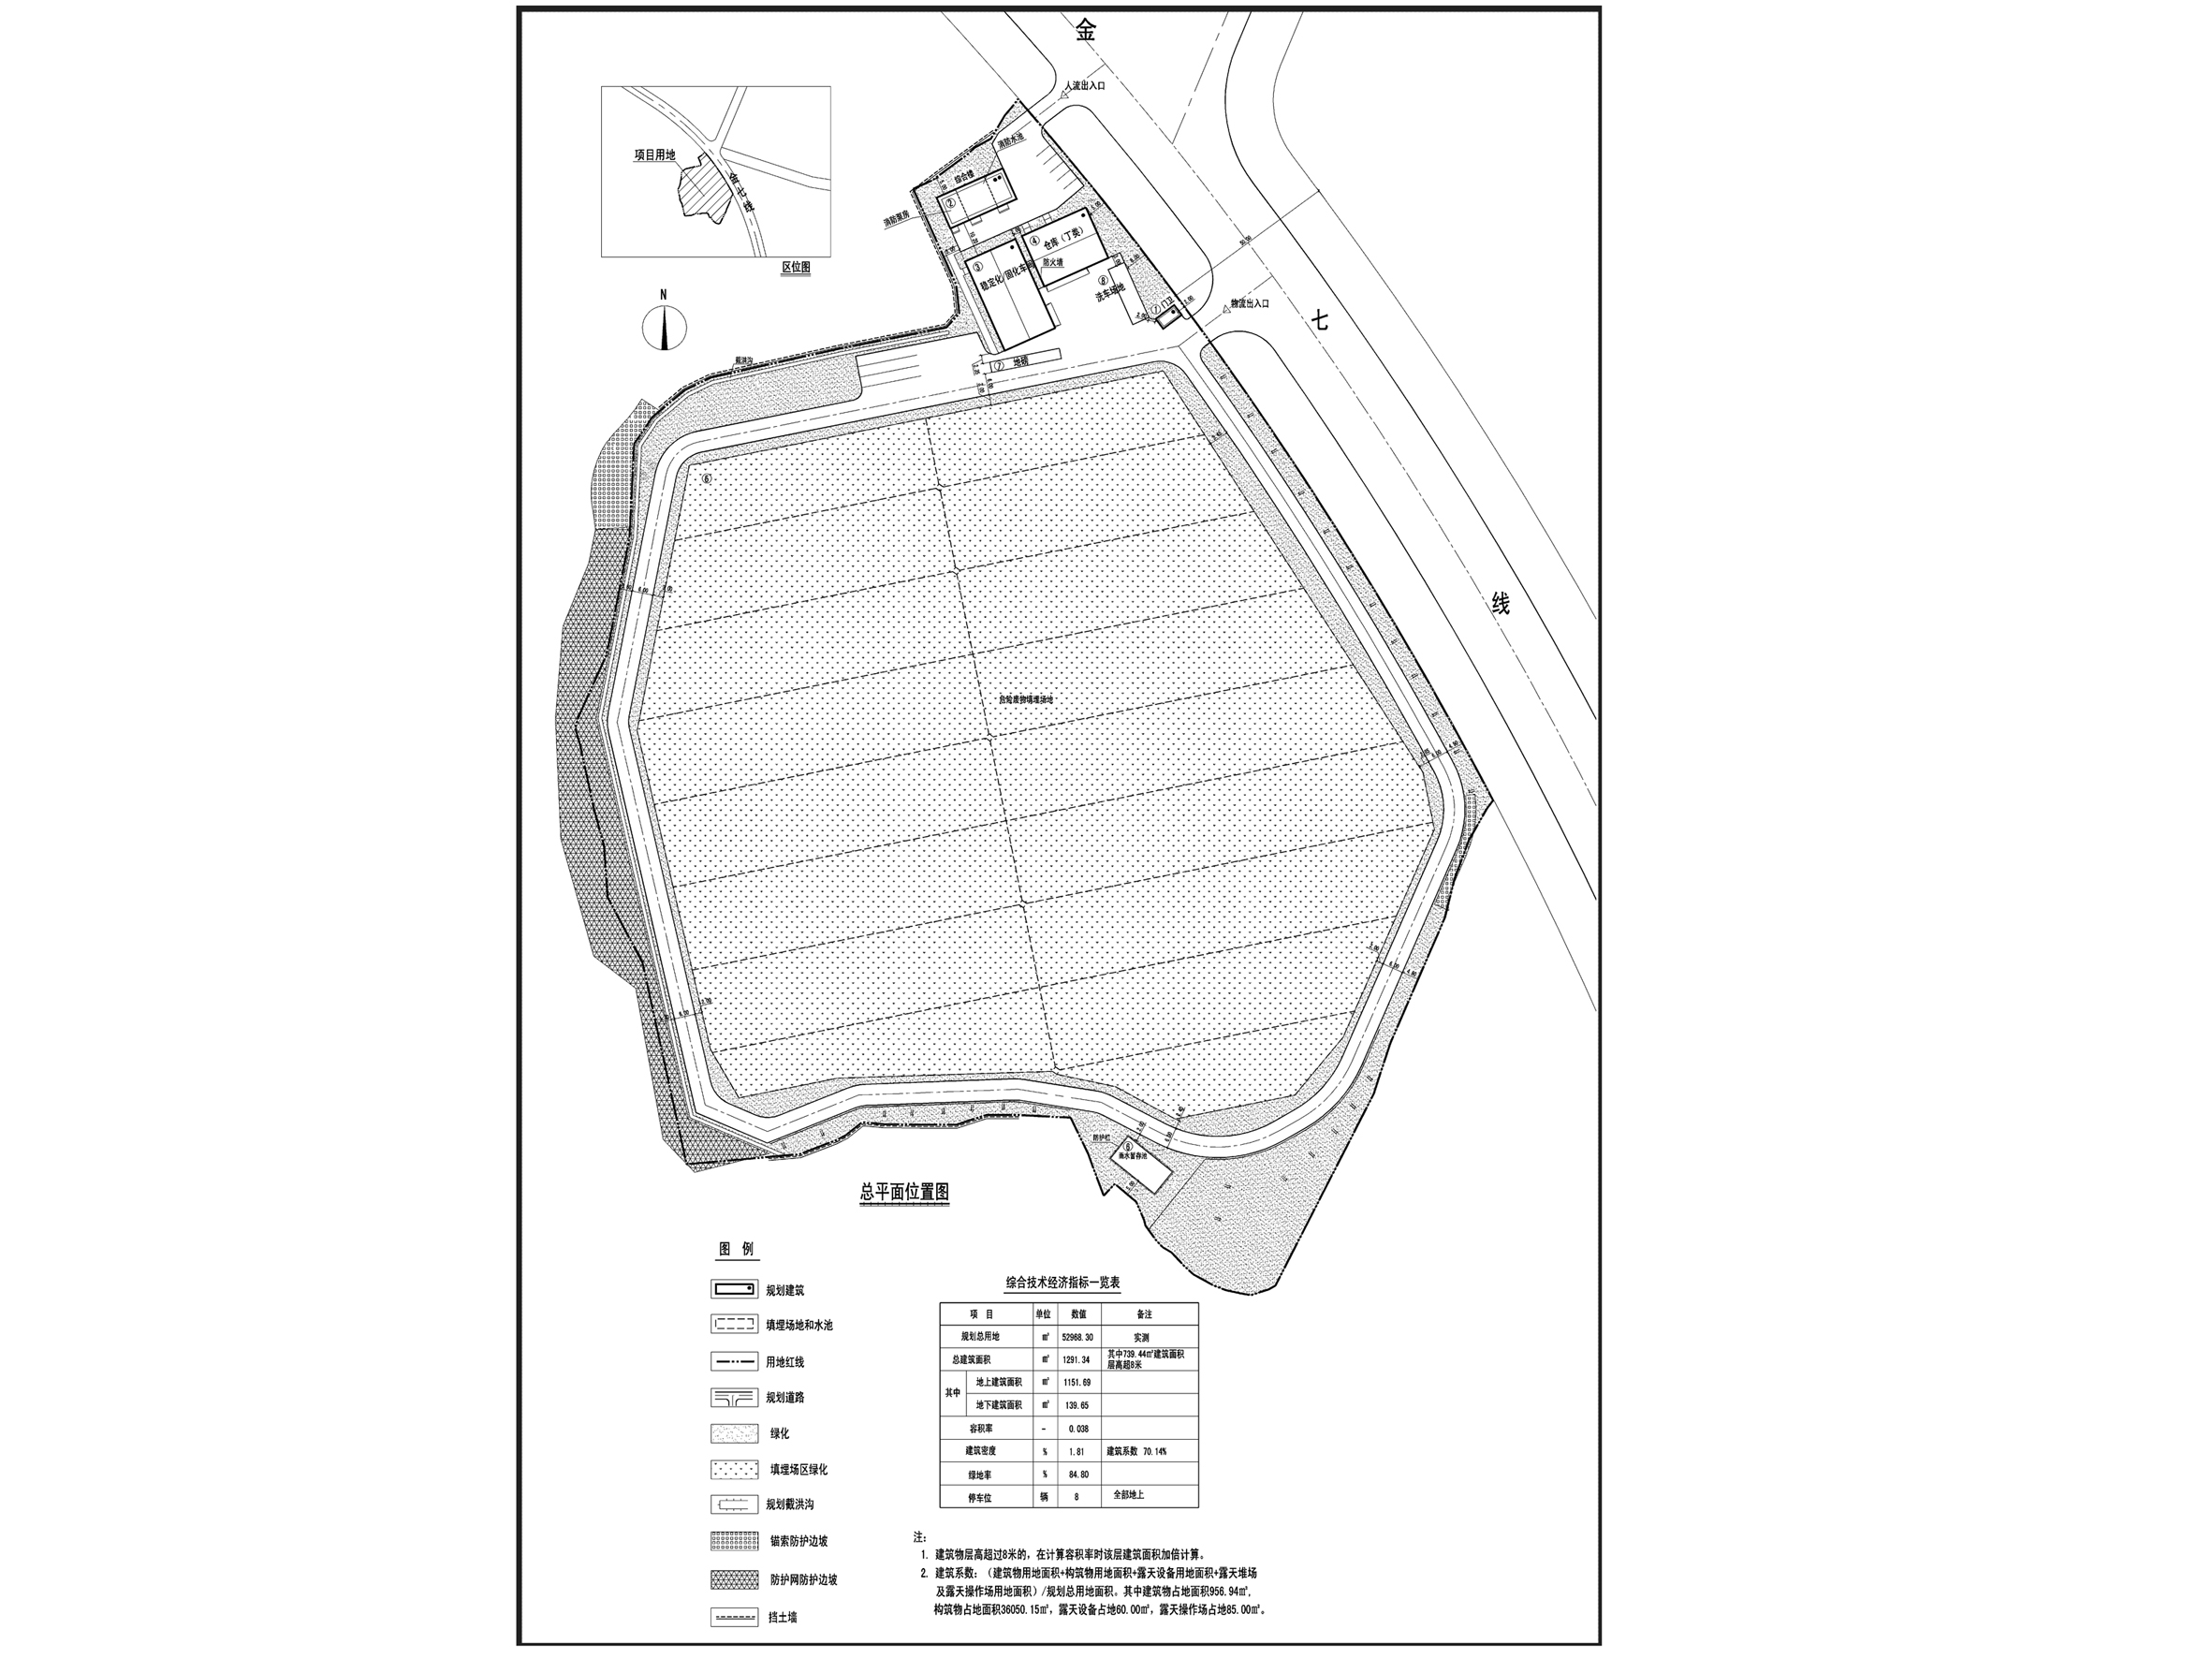 金
人流出入口
项目用地
金七线
区位图
消防水池
综合楼
②
消防泵房
④
仓库（丁类）
防火墙
③
稳定化/固化车间
⑧
洗车场地
①
门卫
50.00
物流出入口
七
N
截洪沟
⑦
地磅
⑥
线
危险废物填埋场地
6.00
防护栏
雨水暂存池
总平面位置图
图 例
规划建筑
填埋场地和水池
用地红线
规划道路
绿化
填埋场区绿化
规划截洪沟
锚索防护边坡
防护网防护边坡
挡土墙
综合技术经济指标一览表
项 目 单位 数值 备注
规划总用地 ㎡ 52968.30 实测
总建筑面积 ㎡ 1291.34 其中739.44㎡建筑面积
层高超8米
其中 地上建筑面积 ㎡ 1151.69
地下建筑面积 ㎡ 139.65
容积率 - 0.038
建筑密度 % 1.81 建筑系数 70.14%
绿地率 % 84.80
停车位 辆 8 全部地上
注：
1. 建筑物层高超过8米的，在计算容积率时该层建筑面积加倍计算。
2. 建筑系数：（建筑物用地面积+构筑物用地面积+露天设备用地面积+露天堆场
及露天操作场用地面积）/规划总用地面积。其中建筑物占地面积956.94㎡，
构筑物占地面积36050.15㎡，露天设备占地60.00㎡，露天操作场占地85.00㎡。